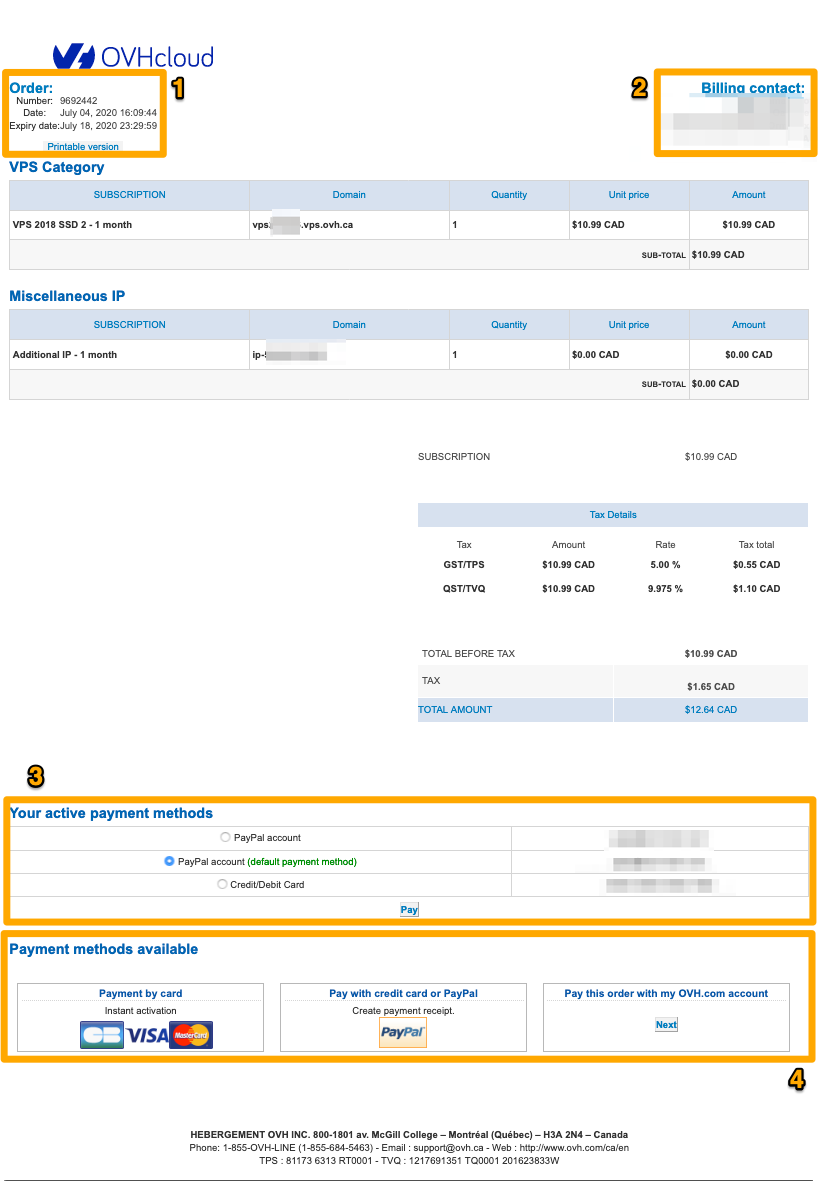 OVHcloud
1
2
Order:
Number: 9692442
Date: July 04, 2020 16:09:44
Expiry date:July 18, 2020 23:29:59
Printable version
Billing contact:
VPS Category
SUBSCRIPTION Domain Quantity Unit price Amount
VPS 2018 SSD 2 - 1 month vps. .vps.ovh.ca 1 $10.99 CAD $10.99 CAD
SUB-TOTAL $10.99 CAD
Miscellaneous IP
SUBSCRIPTION Domain Quantity Unit price Amount
Additional IP - 1 month ip- 1 $0.00 CAD $0.00 CAD
SUB-TOTAL $0.00 CAD
SUBSCRIPTION $10.99 CAD
Tax Details
Tax Amount Rate Tax total
GST/TPS $10.99 CAD 5.00 % $0.55 CAD
QST/TVQ $10.99 CAD 9.975 % $1.10 CAD
TOTAL BEFORE TAX $10.99 CAD
TAX $1.65 CAD
TOTAL AMOUNT $12.64 CAD
3
Your active payment methods
PayPal account
PayPal account (default payment method)
Credit/Debit Card
Pay
Payment methods available
Payment by card
Instant activation
CB VISA MasterCard
Pay with credit card or PayPal
Create payment receipt.
PayPal
Pay this order with my OVH.com account
Next
4
HEBERGEMENT OVH INC. 800-1801 av. McGill College – Montréal (Québec) – H3A 2N4 – Canada
Phone: 1-855-OVH-LINE (1-855-684-5463) - Email : support@ovh.ca - Web : http://www.ovh.com/ca/en
TPS : 81173 6313 RT0001 - TVQ : 1217691351 TQ0001 201623833W